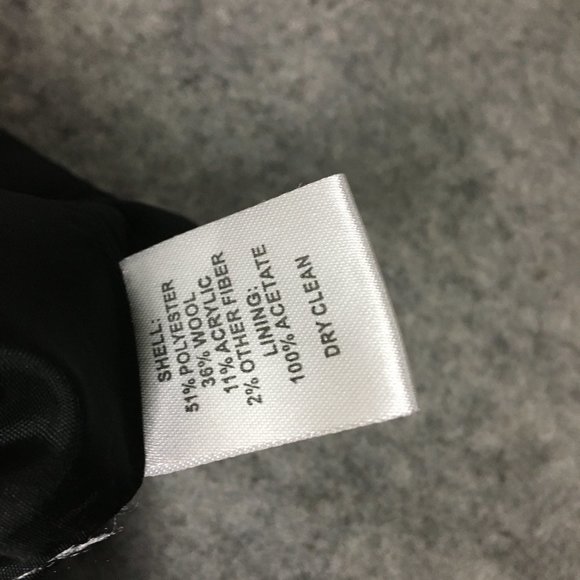 SHELL:
51% POLYESTER
36% WOOL
11% ACRYLIC
2% OTHER FIBER
LINING:
100% ACETATE
DRY CLEAN